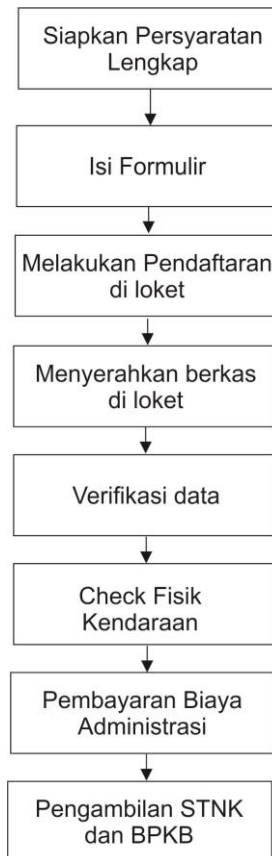 Siapkan Persyaratan
Lengkap
Isi Formulir
Melakukan Pendaftaran
di loket
Menyerahkan berkas
di loket
Verifikasi data
Check Fisik
Kendaraan
Pembayaran Biaya
Administrasi
Pengambilan STNK
dan BPKB